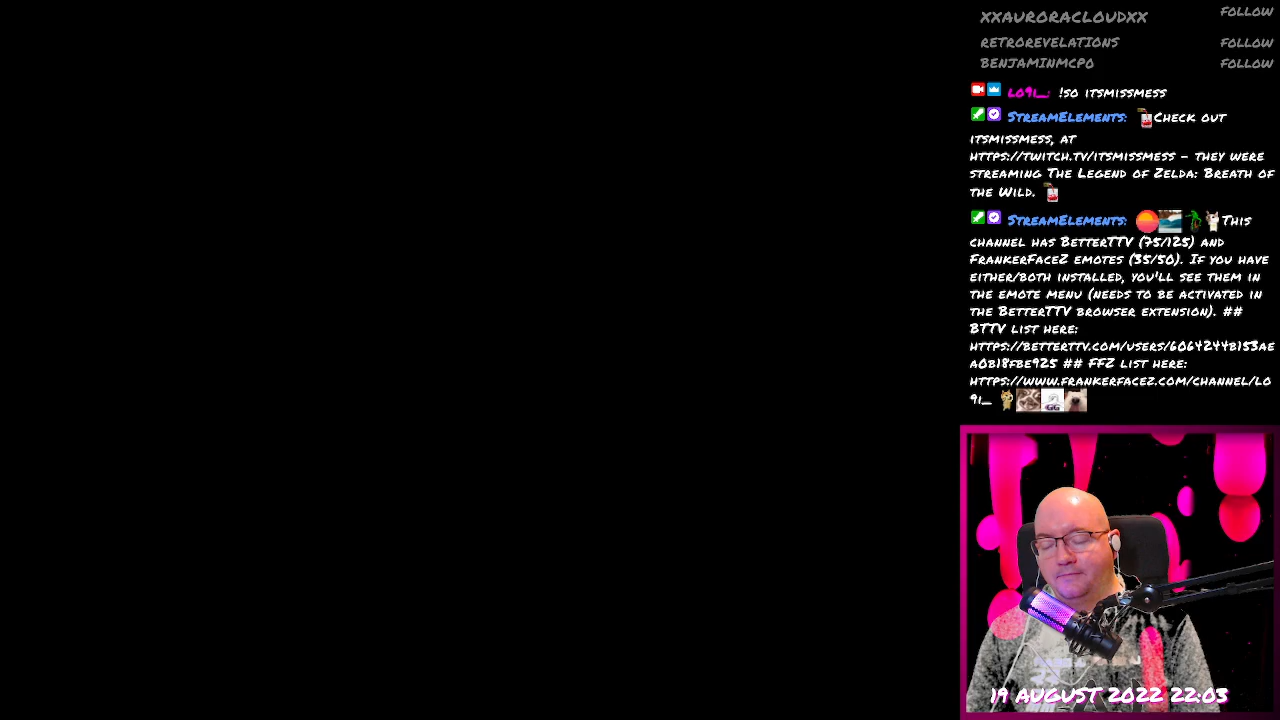 XXAURORACLOUDXX FOLLOW
RETROREVELATIONS FOLLOW
BENJAMINMCPO FOLLOW
LO9I_: !SO ITSMISSMESS
STREAMELEMENTS: CHECK OUT
ITSMISSMESS, AT
HTTPS://TWITCH.TV/ITSMISSMESS - THEY WERE
STREAMING THE LEGEND OF ZELDA: BREATH OF
THE WILD.
STREAMELEMENTS: THIS
CHANNEL HAS BETTERTTV (75/125) AND
FRANKERFACEZ EMOTES (35/50). IF YOU HAVE
EITHER/BOTH INSTALLED, YOU'LL SEE THEM IN
THE EMOTE MENU (NEEDS TO BE ACTIVATED IN
THE BETTERTTV BROWSER EXTENSION). ##
BTTV LIST HERE:
HTTPS://BETTERTTV.COM/USERS/6064244B153AE
A0B18FBE925 ## FFZ LIST HERE:
HTTPS://WWW.FRANKERFACEZ.COM/CHANNEL/LO
9I_
GG
19 AUGUST 2022 22:03